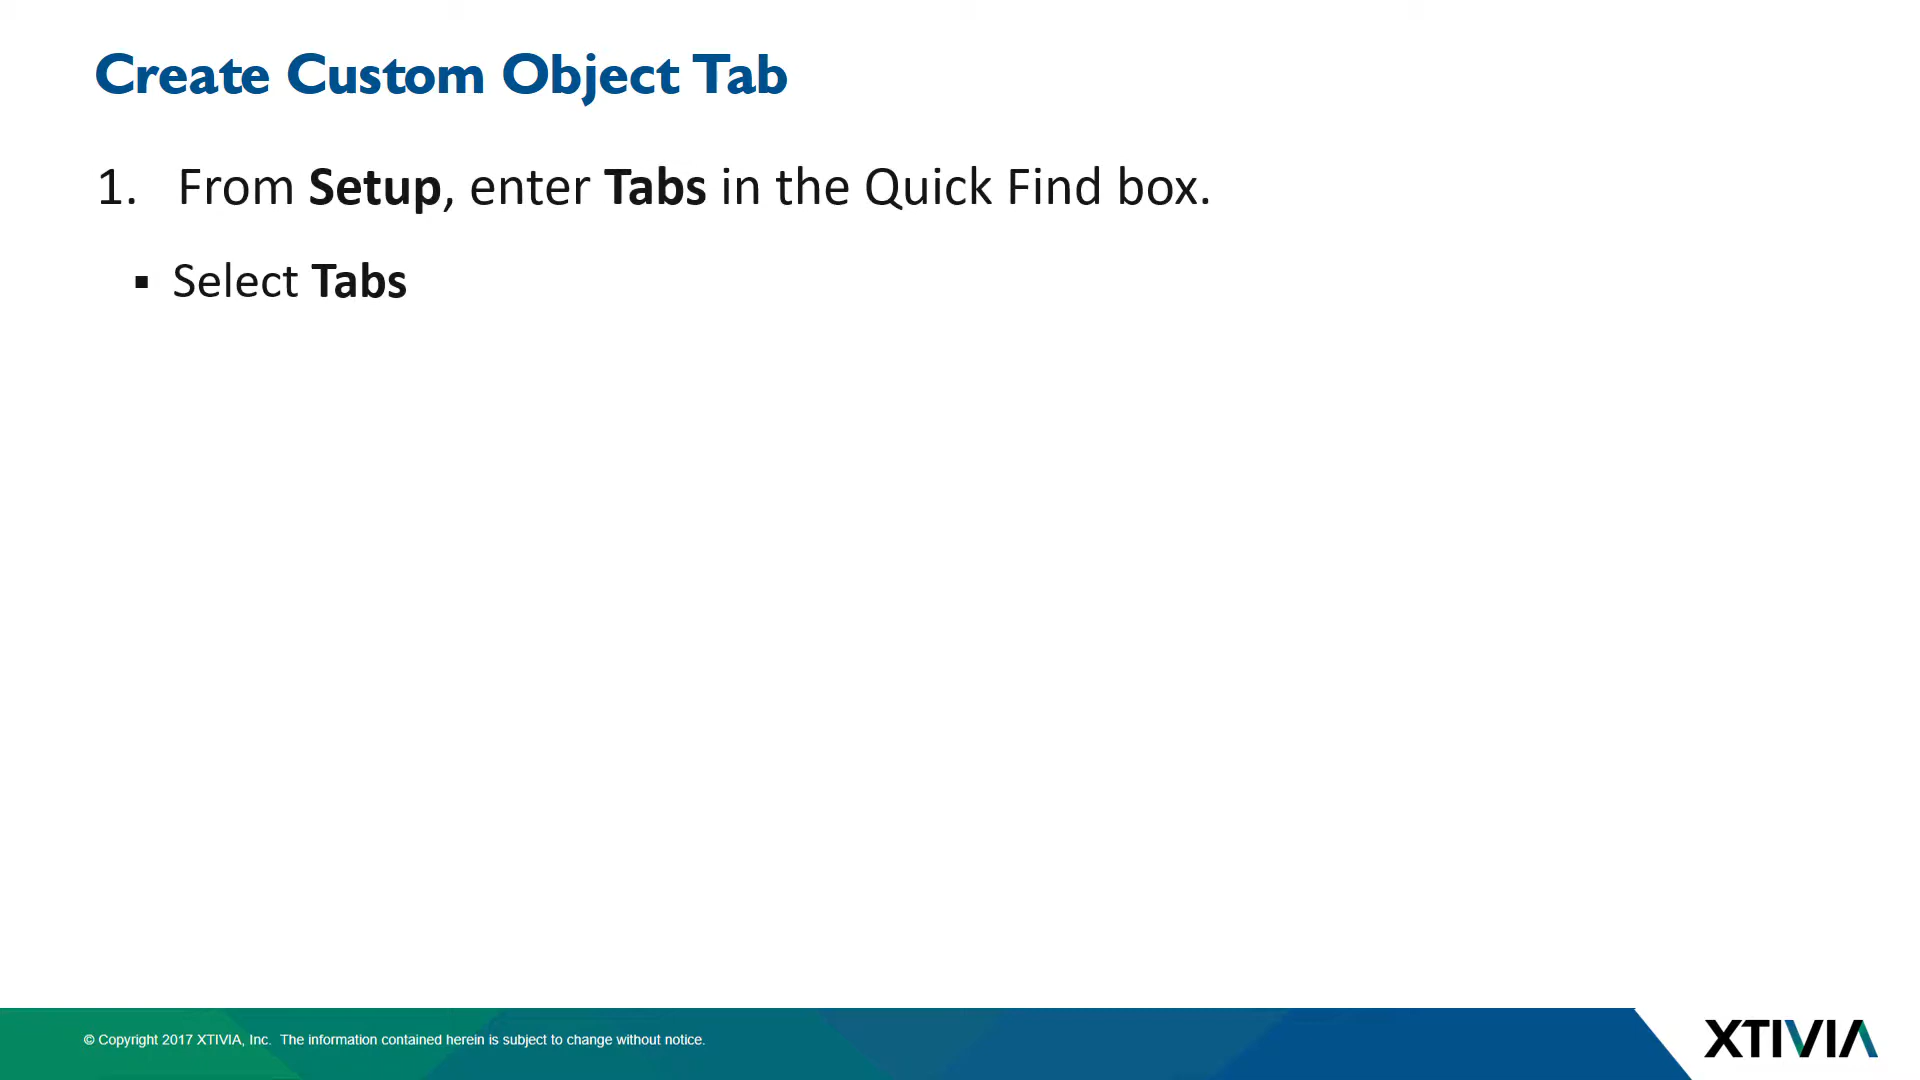 Create Custom Object Tab
1. From Setup, enter Tabs in the Quick Find box.
▪ Select Tabs
© Copyright 2017 XTIVIA, Inc. The information contained herein is subject to change without notice.
XTIVIA